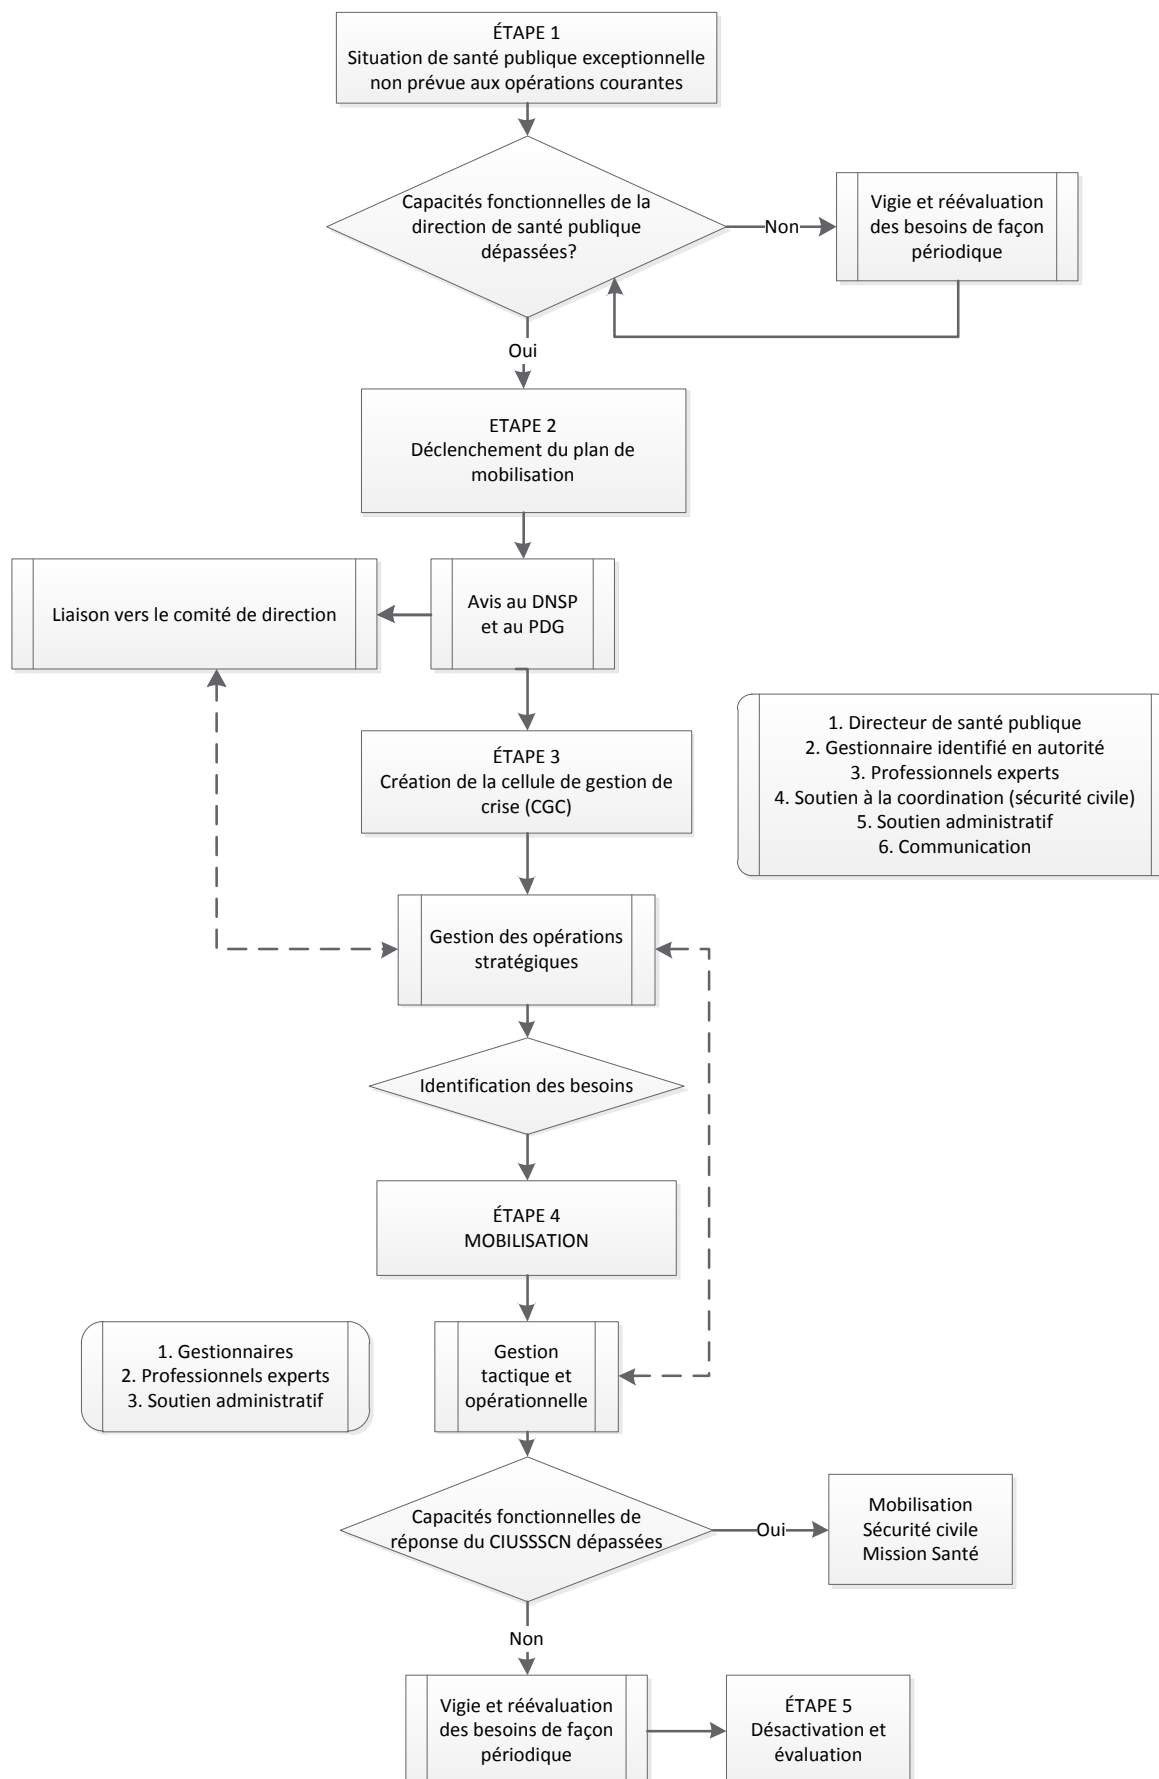 ÉTAPE 1
Situation de santé publique exceptionnelle
non prévue aux opérations courantes
Capacités fonctionnelles de la
direction de santé publique
dépassées?
Non
Vigie et réévaluation
des besoins de façon
périodique
Oui
ETAPE 2
Déclenchement du plan de
mobilisation
Liaison vers le comité de direction
Avis au DNSP
et au PDG
1. Directeur de santé publique
2. Gestionnaire identifié en autorité
3. Professionnels experts
4. Soutien à la coordination (sécurité civile)
5. Soutien administratif
6. Communication
ÉTAPE 3
Création de la cellule de gestion de
crise (CGC)
Gestion des opérations
stratégiques
Identification des besoins
ÉTAPE 4
MOBILISATION
1. Gestionnaires
2. Professionnels experts
3. Soutien administratif
Gestion
tactique et
opérationnelle
Capacités fonctionnelles de
réponse du CIUSSSCN dépassées
Oui
Mobilisation
Sécurité civile
Mission Santé
Non
Vigie et réévaluation
des besoins de façon
périodique
ÉTAPE 5
Désactivation et
évaluation